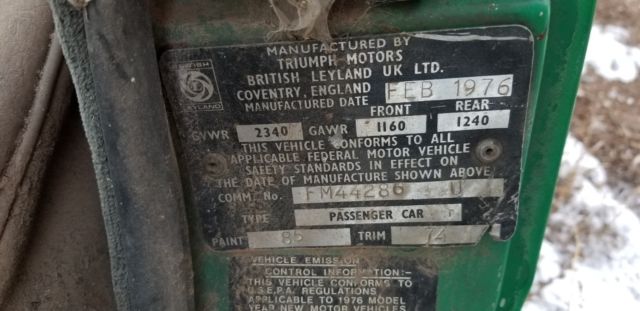 MANUFACTURED BY
TRIUMPH MOTORS
BRITISH LEYLAND UK LTD.
COVENTRY, ENGLAND
MANUFACTURED DATE FEB 1976
BRITISH
LEYLAND
FRONT REAR
GVWR 2340 GAWR 1160 1240
THIS VEHICLE CONFORMS TO ALL
APPLICABLE FEDERAL MOTOR VEHICLE
SAFETY STANDARDS IN EFFECT ON
THE DATE OF MANUFACTURE SHOWN ABOVE
COMM. No. FM44286 U
TYPE PASSENGER CAR
PAINT 85 TRIM 74
VEHICLE EMISSION
CONTROL INFORMATION:-
THIS VEHICLE CONFORMS TO
U.S.E.P.A. REGULATIONS
APPLICABLE TO 1976 MODEL
YEAR NEW MOTOR VEHICLES